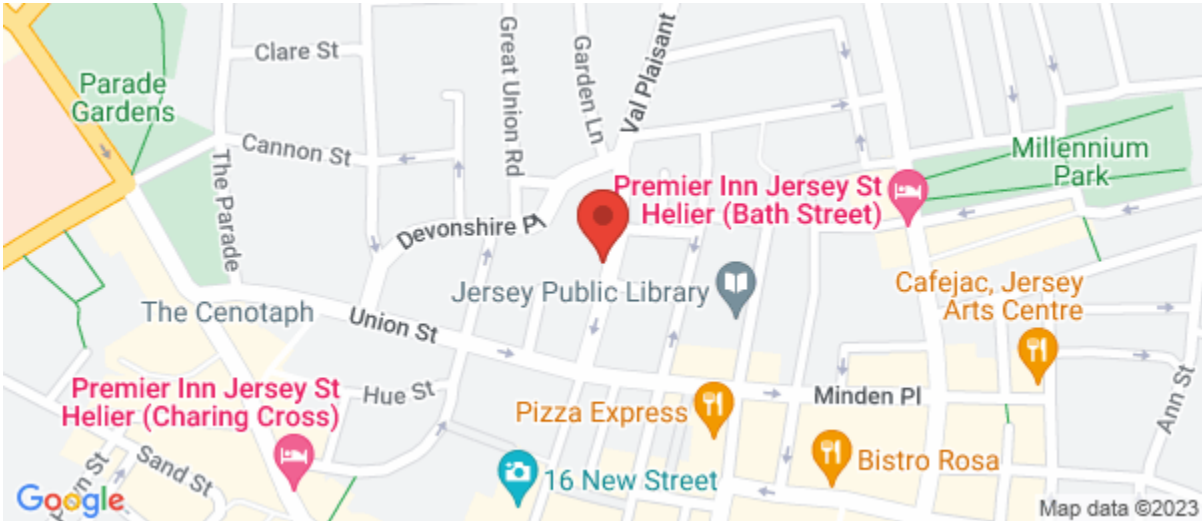 Clare St
Parade
Gardens
Cannon St
The Parade
Great Union Rd
Garden Ln
Val Plaisant
Devonshire Pl
Premier Inn Jersey St
Helier (Bath Street)
Millennium
Park
Jersey Public Library
Cafejac, Jersey
Arts Centre
The Cenotaph
Union St
Premier Inn Jersey St
Helier (Charing Cross)
Hue St
Pizza Express
Minden Pl
Ann St
Sand St
16 New Street
Bistro Rosa
St
Google
Map data ©2023